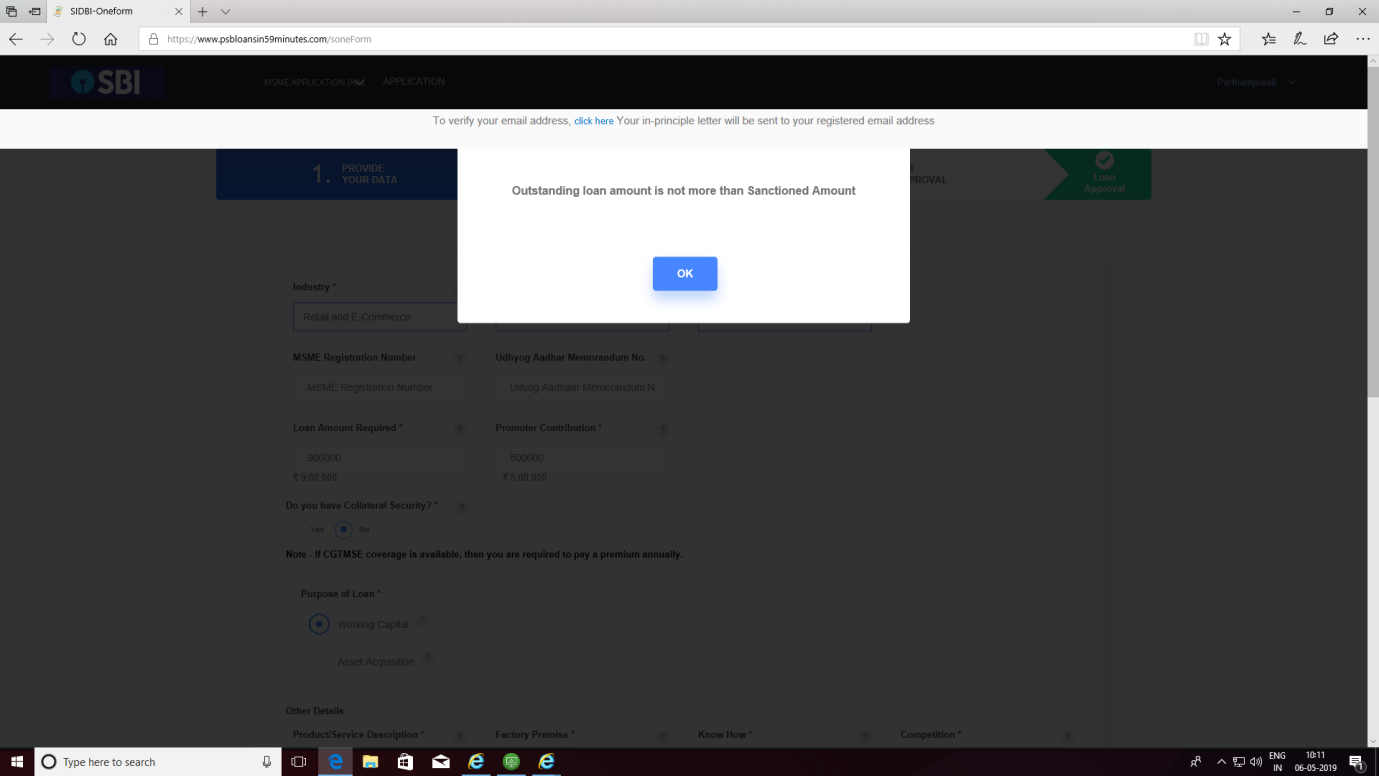 SIDBI-Oneform
https://www.psbloansin59minutes.com/soneForm
SBI
APPLICATION
Parthamjewell...
To verify your email address, click here Your in-principle letter will be sent to your registered email address
1. PROVIDE
YOUR DATA
Loan
Approval
Outstanding loan amount is not more than Sanctioned Amount
OK
Industry *
Retail and E-Commerce
MSME Registration Number ?
Udhyog Aadhar Memorandum No. ?
MSME Registration Number
Udyog Aadhaar Memorandum N
Loan Amount Required * ?
Promoter Contribution * ?
900000
500000
₹ 9,00,000
₹ 5,00,000
Do you have Collateral Security? * ?
Yes No
Note - If CGTMSE coverage is available, then you are required to pay a premium annually.
Purpose of Loan *
Working Capital ?
Asset Acquisition ?
Other Details
Product/Service Description * ?
Factory Premise * ?
Know How * ?
Competition * ?
Type here to search
ENG
IN
10:11
06-05-2019
1